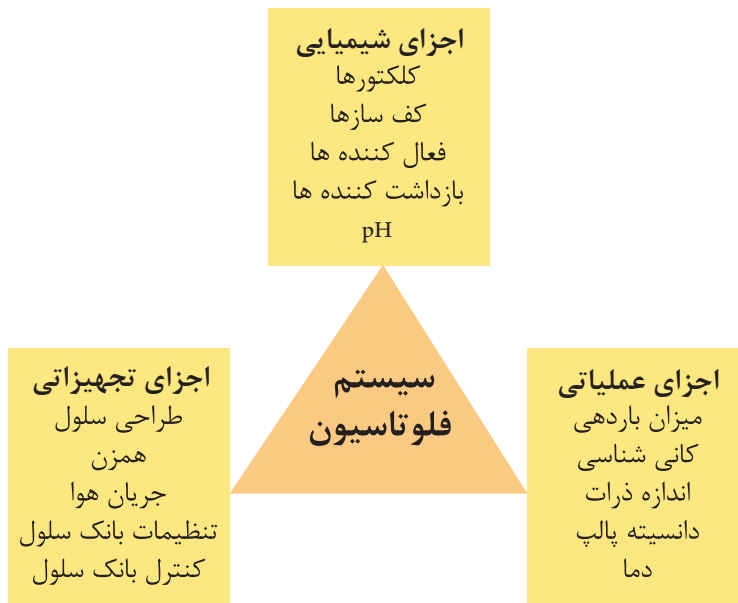 اجزای شیمیایی
کلکتورها
کف سازها
فعال کننده ها
بازداشت کننده ها
pH
سیستم
فلوتاسیون
اجزای عملیاتی
میزان باردهی
کانی شناسی
اندازه ذرات
دانسیته پالپ
دما
اجزای تجهیزاتی
طراحی سلول
همزن
جریان هوا
تنظیمات بانک سلول
کنترل بانک سلول